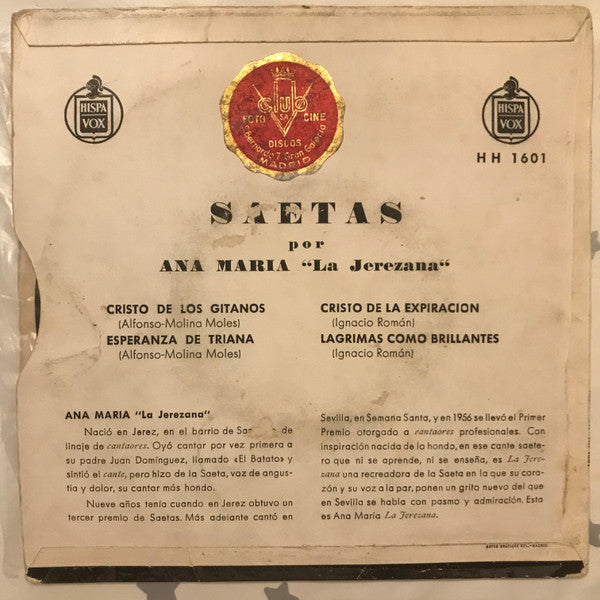 HISPA
VOX
Club
S.A.
FOTO CINE
DISCOS
MADRID
HISPA
VOX
HH 1601
SAETAS
por
ANA MARIA “La Jerezana“
CRISTO DE LOS GITANOS
(Alfonso-Molina Moles)
ESPERANZA DE TRIANA
(Alfonso-Molina Moles)
CRISTO DE LA EXPIRACION
(Ignacio Román)
LAGRIMAS COMO BRILLANTES
(Ignacio Román)
ANA MARIA “La Jerezana“
Nació en Jerez, en el barrio de de
linaje de cantaores. Oyó cantar por vez primera a
su padre Juan Domínguez, llamado «El Batato» y
sintió el cante, pero hizo de la Saeta, voz de angus-
tia y dolor, su cantar más hondo.
Nueve años tenía cuando en Jerez obtuvo un
tercer premio de Saetas. Más adelante cantó en
Sevilla, en Semana Santa, y en 1956 se llevó el Primer
Premio otorgado a cantaores profesionales. Con
inspiración nacida de lo hondo, en ese cante saete-
ro que ni se aprende, ni se enseña, es La Jere-
zana una recreadora de la Saeta en la que su cora-
zón y su voz a la par, ponen un grito nuevo del que
en Sevilla se habla con pasmo y admiración. Esta
es Ana María La Jerezana.